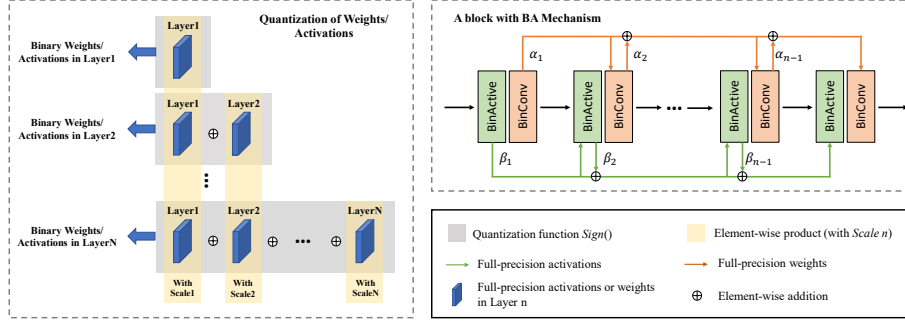 Quantization of Weights/
Activations
Layer1
Binary Weights/
Activations in Layer1
Layer1
Layer2
Binary Weights/
Activations in Layer2
Layer1
Layer2
LayerN
Binary Weights/
Activations in LayerN
With
Scale1
With
Scale2
With
ScaleN
A block with BA Mechanism
α1
α2
αn−1
BinActive
BinConv
BinActive
BinConv
BinActive
BinConv
BinActive
BinConv
β1
β2
βn−1
Quantization function Sign()
Element-wise product (with Scale n)
Full-precision activations
Full-precision weights
Full-precision activations or weights
in Layer n
Element-wise addition